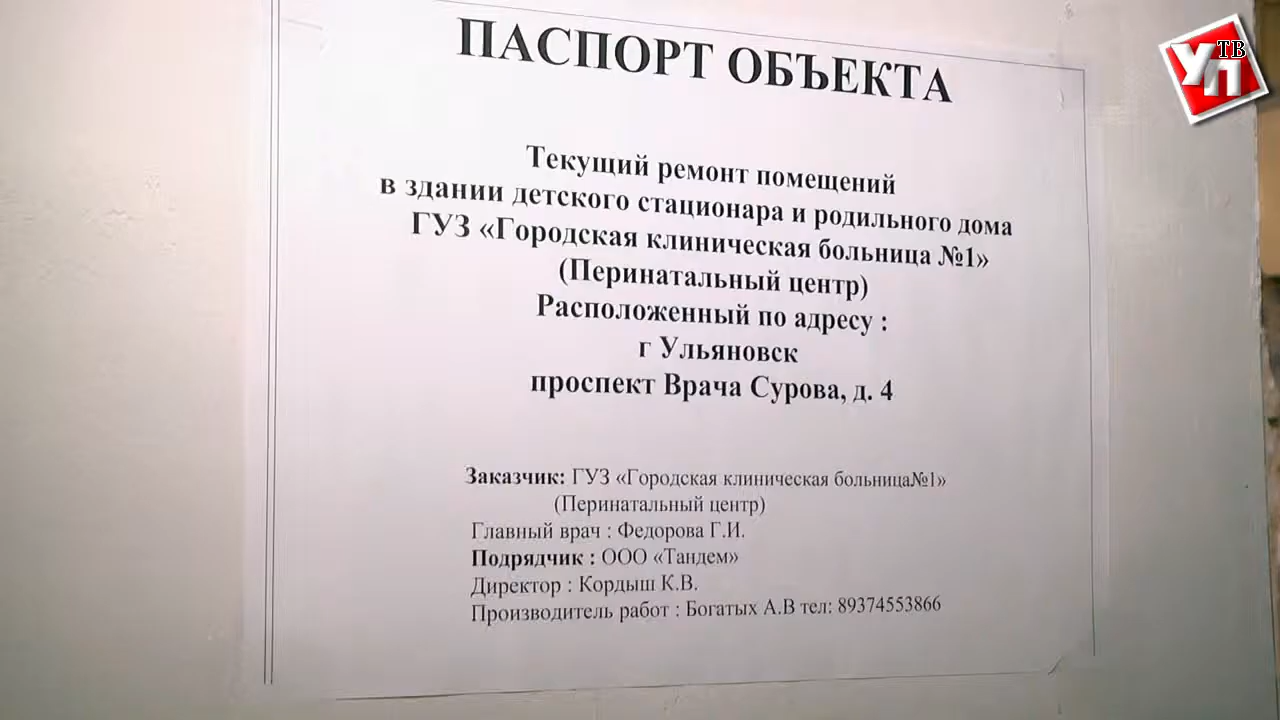 ПАСПОРТ ОБЪЕКТА
Текущий ремонт помещений
в здании детского стационара и родильного дома
ГУЗ «Городская клиническая больница №1»
(Перинатальный центр)
Расположенный по адресу :
г Ульяновск
проспект Врача Сурова, д. 4
Заказчик: ГУЗ «Городская клиническая больница№1»
(Перинатальный центр)
Главный врач : Федорова Г.И.
Подрядчик : ООО «Тандем»
Директор : Кордыш К.В.
Производитель работ : Богатых А.В тел: 89374553866
УП ТВ